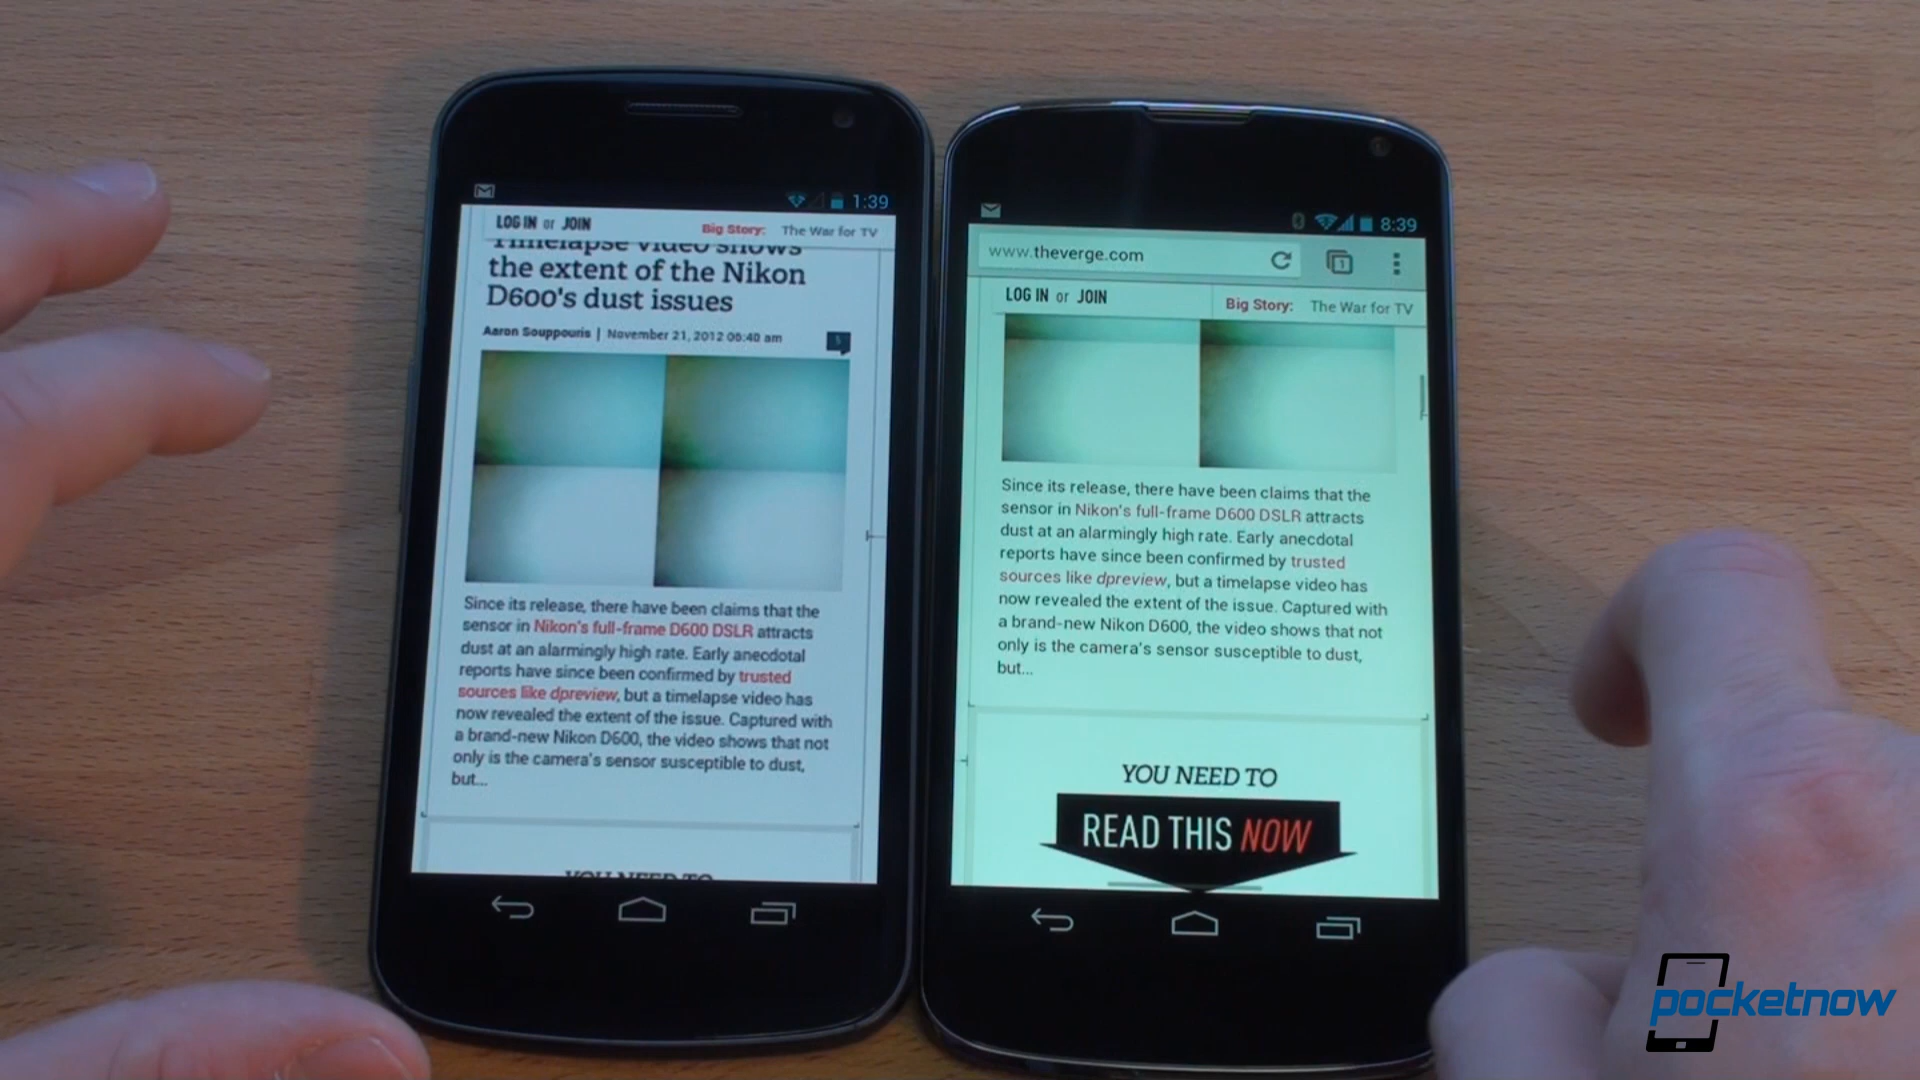 1:39
LOG IN or JOIN
Big Story: The War for TV
Timelapse video shows
the extent of the Nikon
D600's dust issues
Aaron Souppouris | November 21, 2012 06:40 am
Since its release, there have been claims that the
sensor in Nikon's full-frame D600 DSLR attracts
dust at an alarmingly high rate. Early anecdotal
reports have since been confirmed by trusted
sources like dpreview, but a timelapse video has
now revealed the extent of the issue. Captured with
a brand-new Nikon D600, the video shows that not
only is the camera's sensor susceptible to dust,
but...
YOU NEED TO
8:39
www.theverge.com
1
LOG IN or JOIN
Big Story: The War for TV
Since its release, there have been claims that the
sensor in Nikon's full-frame D600 DSLR attracts
dust at an alarmingly high rate. Early anecdotal
reports have since been confirmed by trusted
sources like dpreview, but a timelapse video has
now revealed the extent of the issue. Captured with
a brand-new Nikon D600, the video shows that not
only is the camera's sensor susceptible to dust,
but...
YOU NEED TO
READ THIS NOW
pocketnow